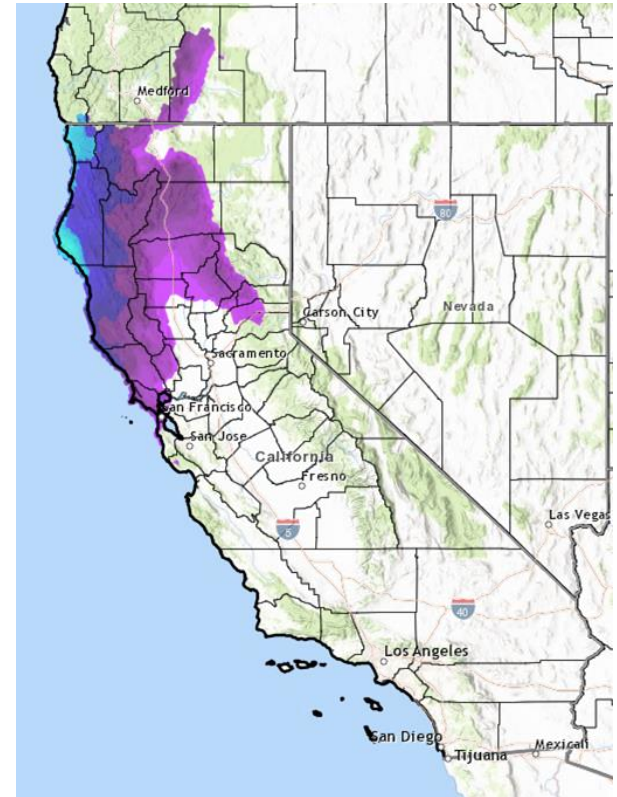 Medford
80
Nevada
Carson City
Sacramento
San Francisco
San Jose
California
Fresno
Las Vegas
5
40
Los Angeles
San Diego
Tijuana
Mexicali